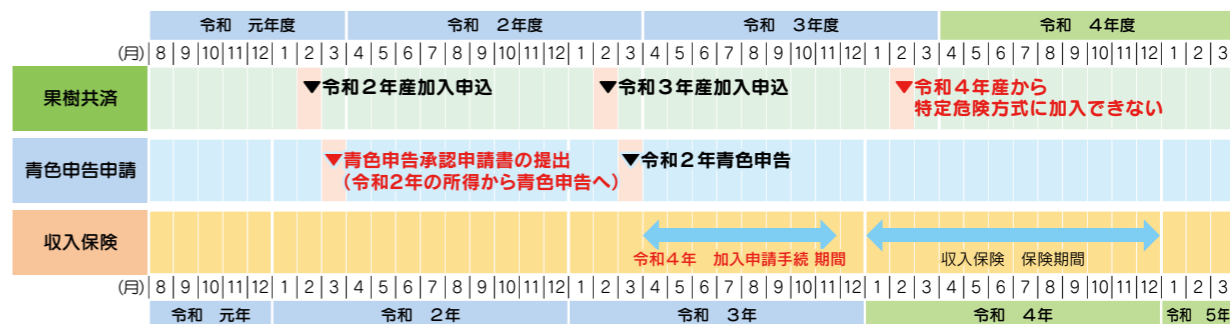 令和 元年度 令和 2年度 令和 3年度 令和 4年度
(月) 8 9 10 11 12 1 2 3 4 5 6 7 8 9 10 11 12 1 2 3 4 5 6 7 8 9 10 11 12 1 2 3 4 5 6 7 8 9 10 11 12 1 2 3
果樹共済
▼令和2年産加入申込
▼令和3年産加入申込
▼令和4年産から
特定危険方式に加入できない
青色申告申請
▼青色申告承認申請書の提出
(令和2年の所得から青色申告へ)
▼令和2年青色申告
収入保険
令和4年 加入申請手続 期間
収入保険 保険期間
(月) 8 9 10 11 12 1 2 3 4 5 6 7 8 9 10 11 12 1 2 3 4 5 6 7 8 9 10 11 12 1 2 3 4 5 6 7 8 9 10 11 12 1 2 3
令和 元年 令和 2年 令和 3年 令和 4年 令和 5年